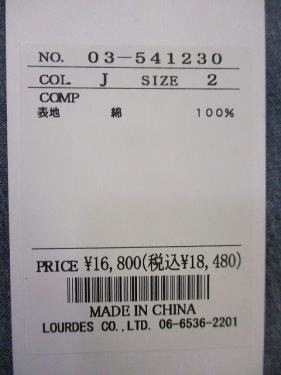 NO. 03-541230
COL. J SIZE 2
COMP
表地 綿 100%
PRICE ¥16,800(税込¥18,480)
MADE IN CHINA
LOURDES CO.,LTD. 06-6536-2201